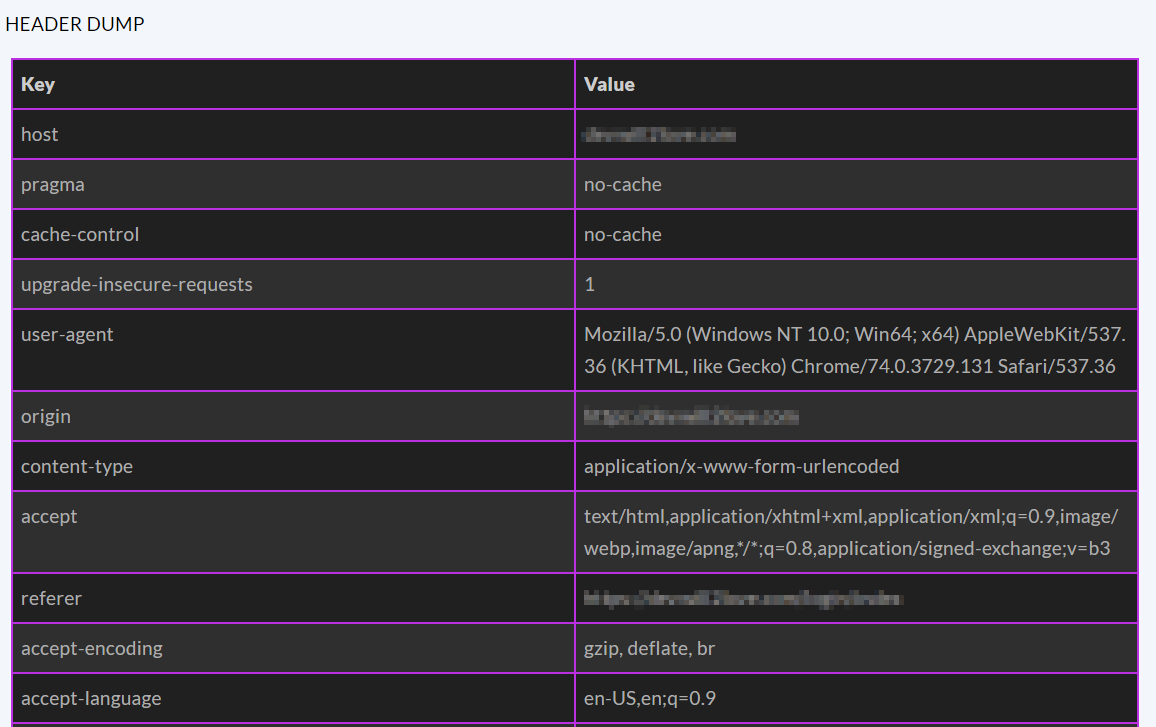 HEADER DUMP
Key Value
host
pragma no-cache
cache-control no-cache
upgrade-insecure-requests 1
user-agent Mozilla/5.0 (Windows NT 10.0; Win64; x64) AppleWebKit/537.
36 (KHTML, like Gecko) Chrome/74.0.3729.131 Safari/537.36
origin
content-type application/x-www-form-urlencoded
accept text/html,application/xhtml+xml,application/xml;q=0.9,image/
webp,image/apng,*/*;q=0.8,application/signed-exchange;v=b3
referer
accept-encoding gzip, deflate, br
accept-language en-US,en;q=0.9